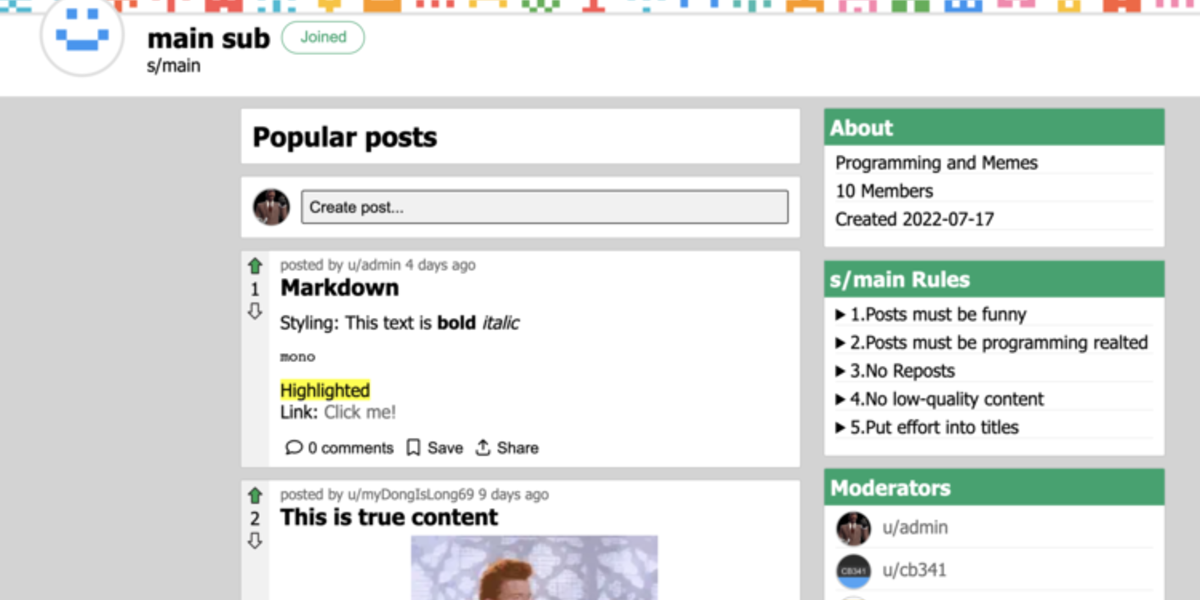 main sub
Joined
s/main
Popular posts
Create post...
posted by u/admin 4 days ago
1
Markdown
Styling: This text is bold italic
mono
Highlighted
Link: Click me!
0 comments Save Share
posted by u/myDongIsLong69 9 days ago
2
This is true content
About
Programming and Memes
10 Members
Created 2022-07-17
s/main Rules
1.Posts must be funny
2.Posts must be programming realted
3.No Reposts
4.No low-quality content
5.Put effort into titles
Moderators
u/admin
CB341
u/cb341